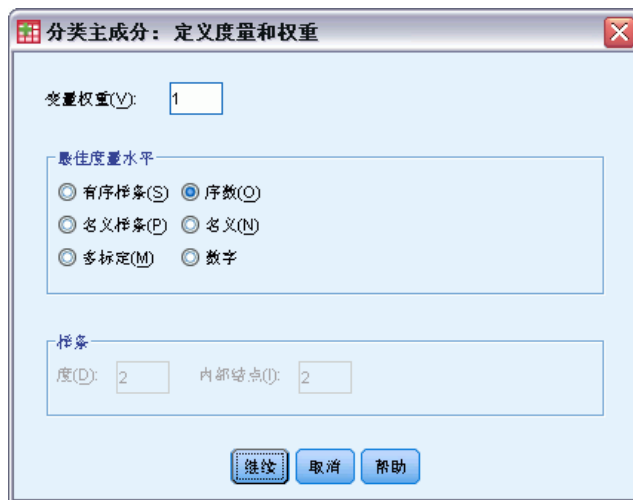 分类主成分：定义度量和权重
变量权重(V): 1
最佳度量水平
有序样条(S) 序数(O)
名义样条(P) 名义(N)
多标定(M) 数字
样条
度(D): 2 内部结点(I): 2
继续 取消 帮助